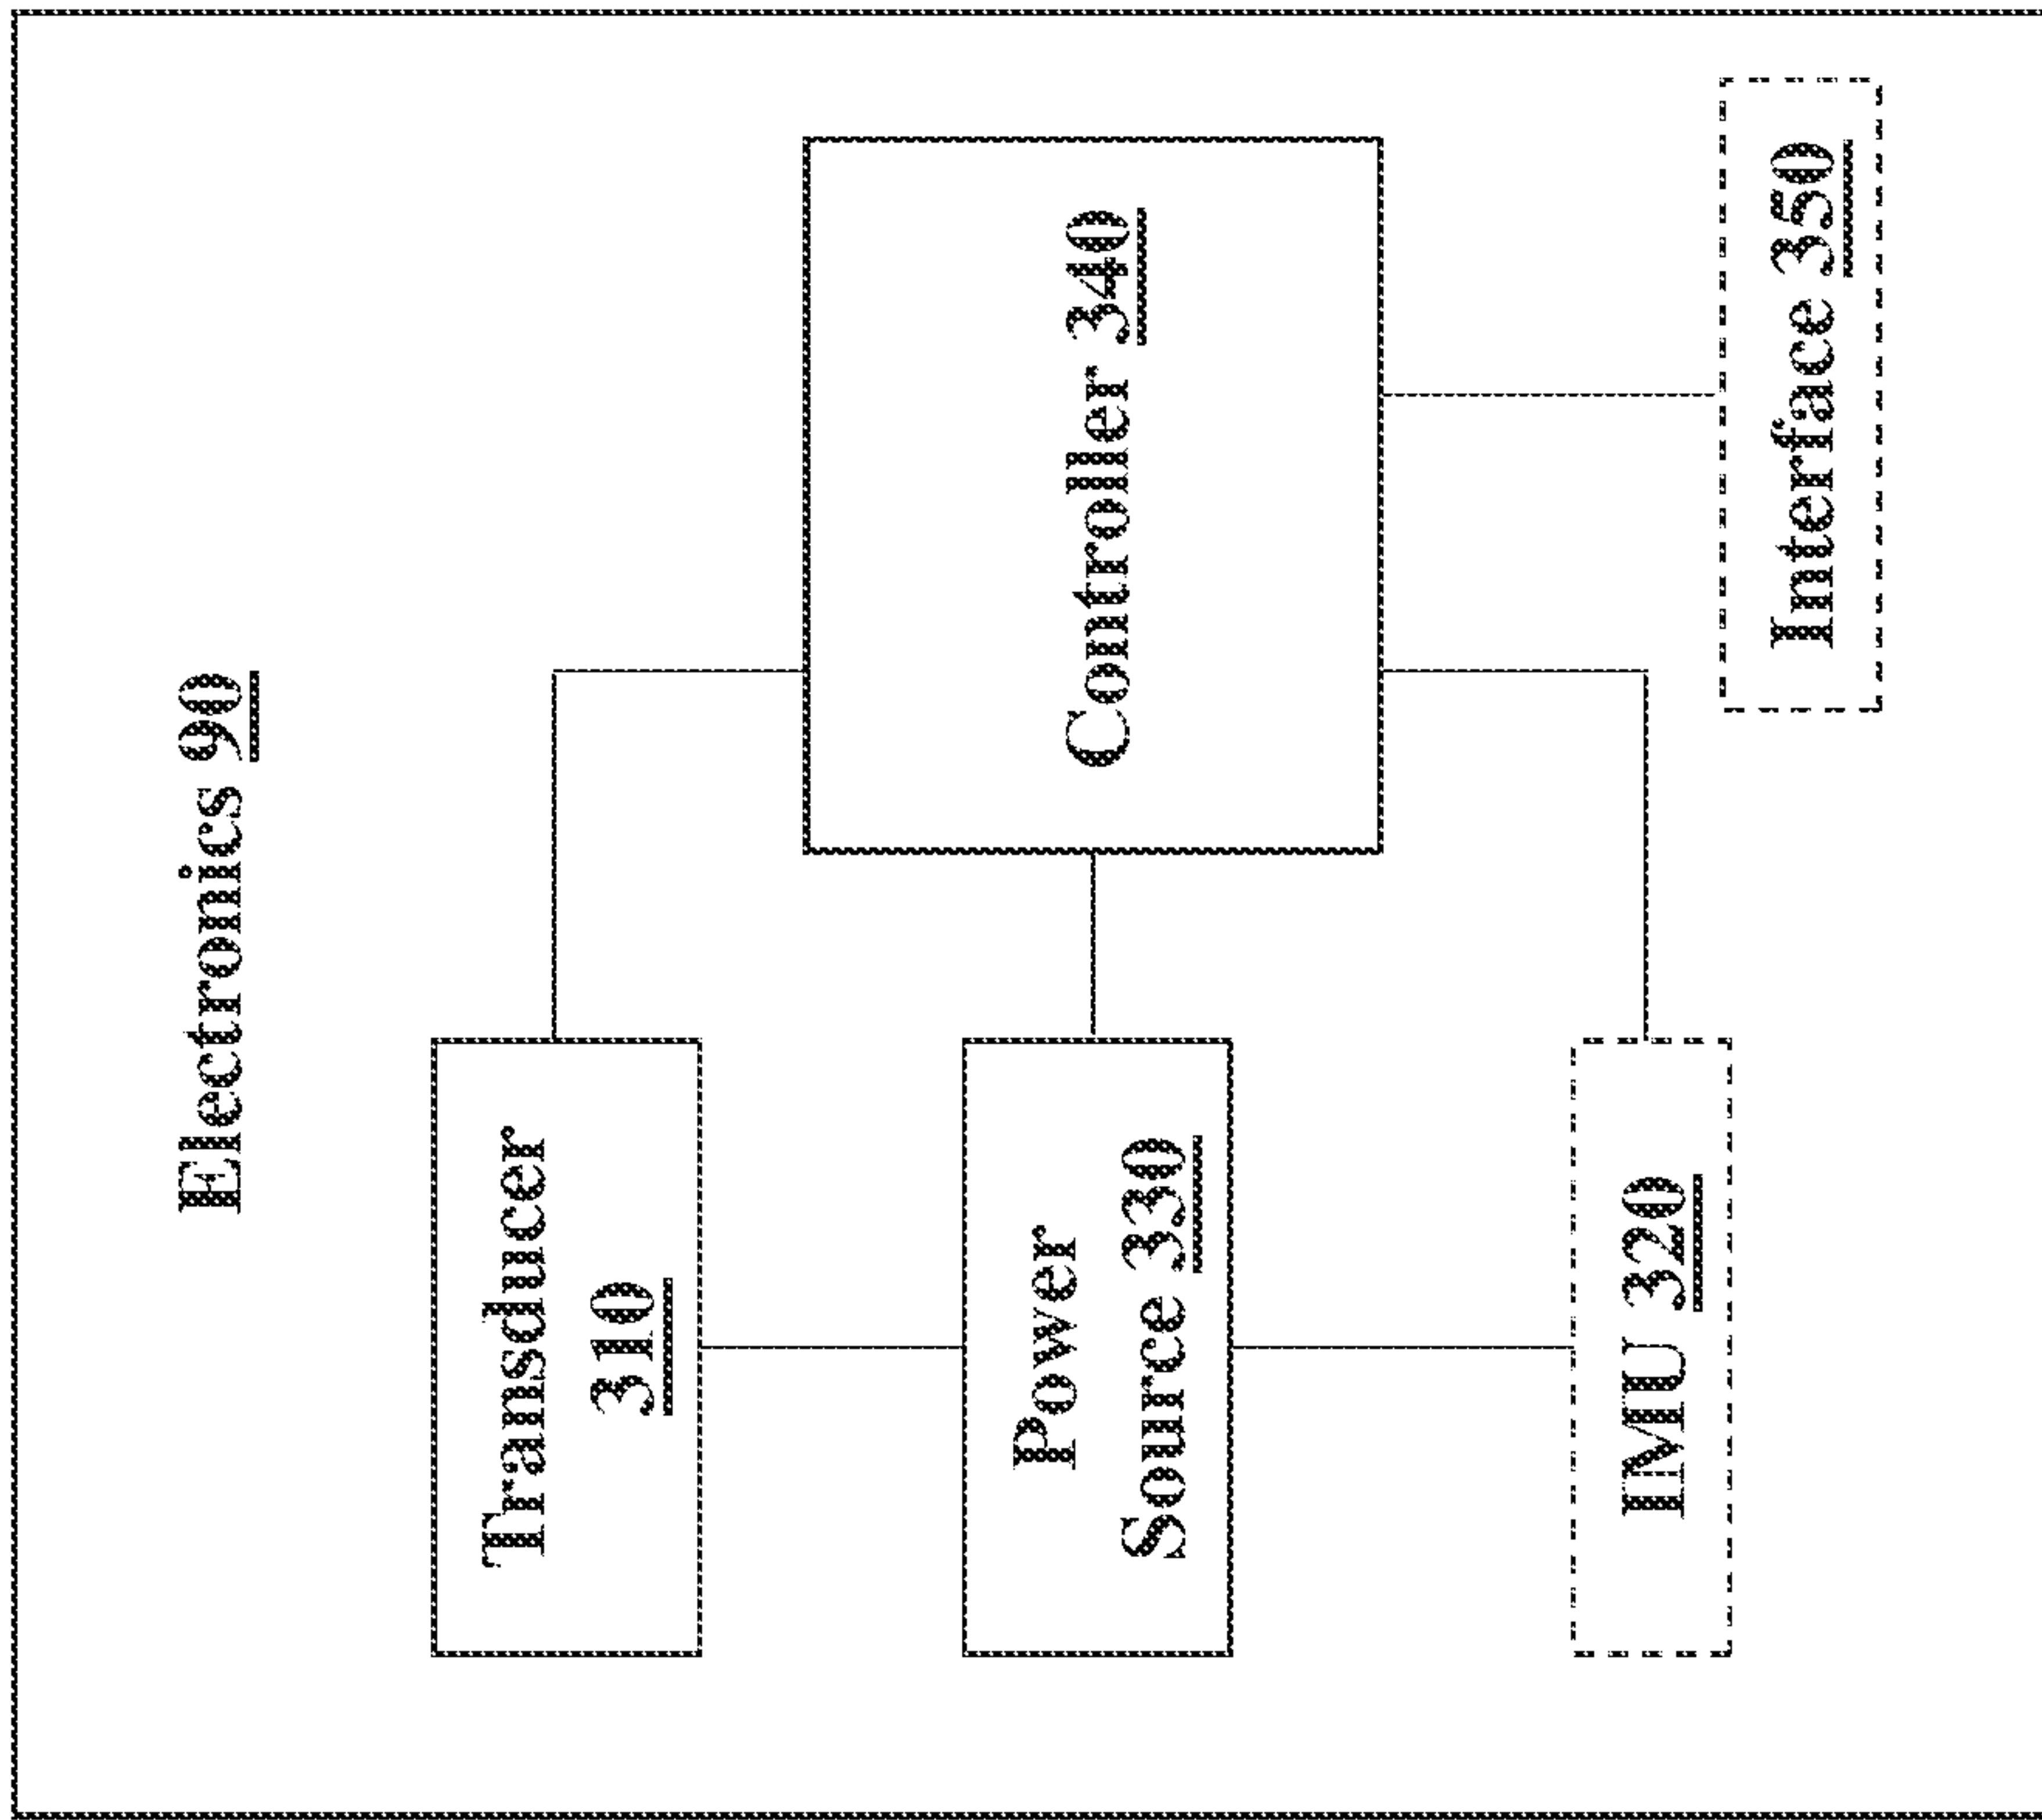 Electronics 90
Transducer
310
Controller 340
Power
Source 330
IMU 320
Interface 350